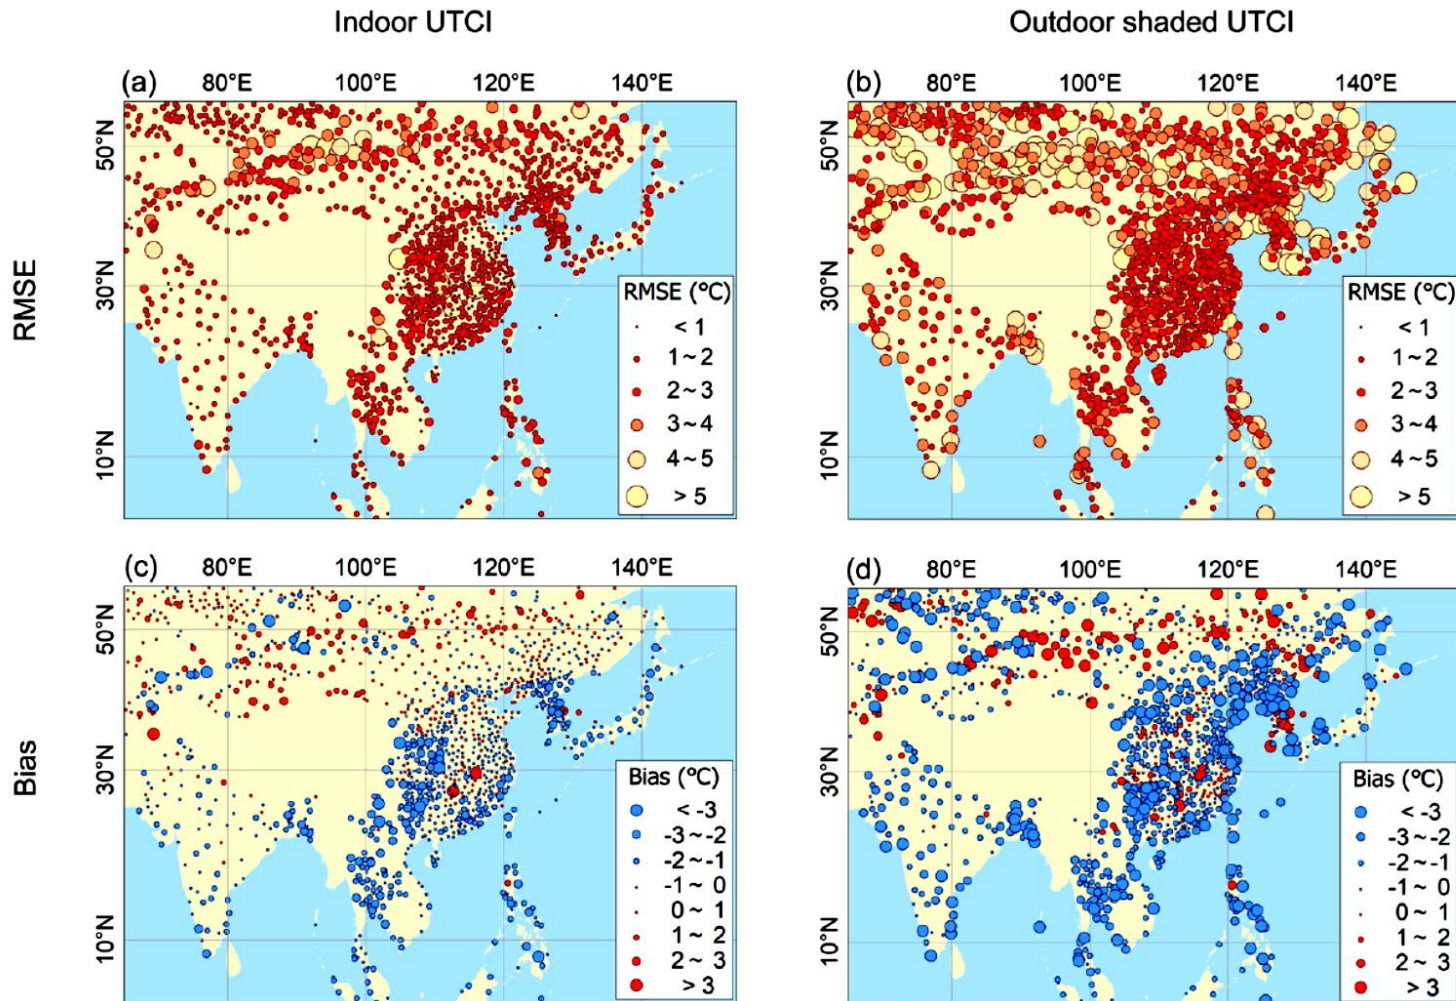 Indoor UTCI
Outdoor shaded UTCI
(a) 80°E 100°E 120°E 140°E
(b) 80°E 100°E 120°E 140°E
50°N
30°N
10°N
50°N
30°N
10°N
RMSE
RMSE (°C)
< 1
1 ~ 2
2 ~ 3
3 ~ 4
4 ~ 5
> 5
RMSE (°C)
< 1
1 ~ 2
2 ~ 3
3 ~ 4
4 ~ 5
> 5
(c) 80°E 100°E 120°E 140°E
(d) 80°E 100°E 120°E 140°E
50°N
30°N
10°N
50°N
30°N
10°N
Bias
Bias (°C)
< -3
-3 ~ -2
-2 ~ -1
-1 ~ 0
0 ~ 1
1 ~ 2
2 ~ 3
> 3
Bias (°C)
< -3
-3 ~ -2
-2 ~ -1
-1 ~ 0
0 ~ 1
1 ~ 2
2 ~ 3
> 3